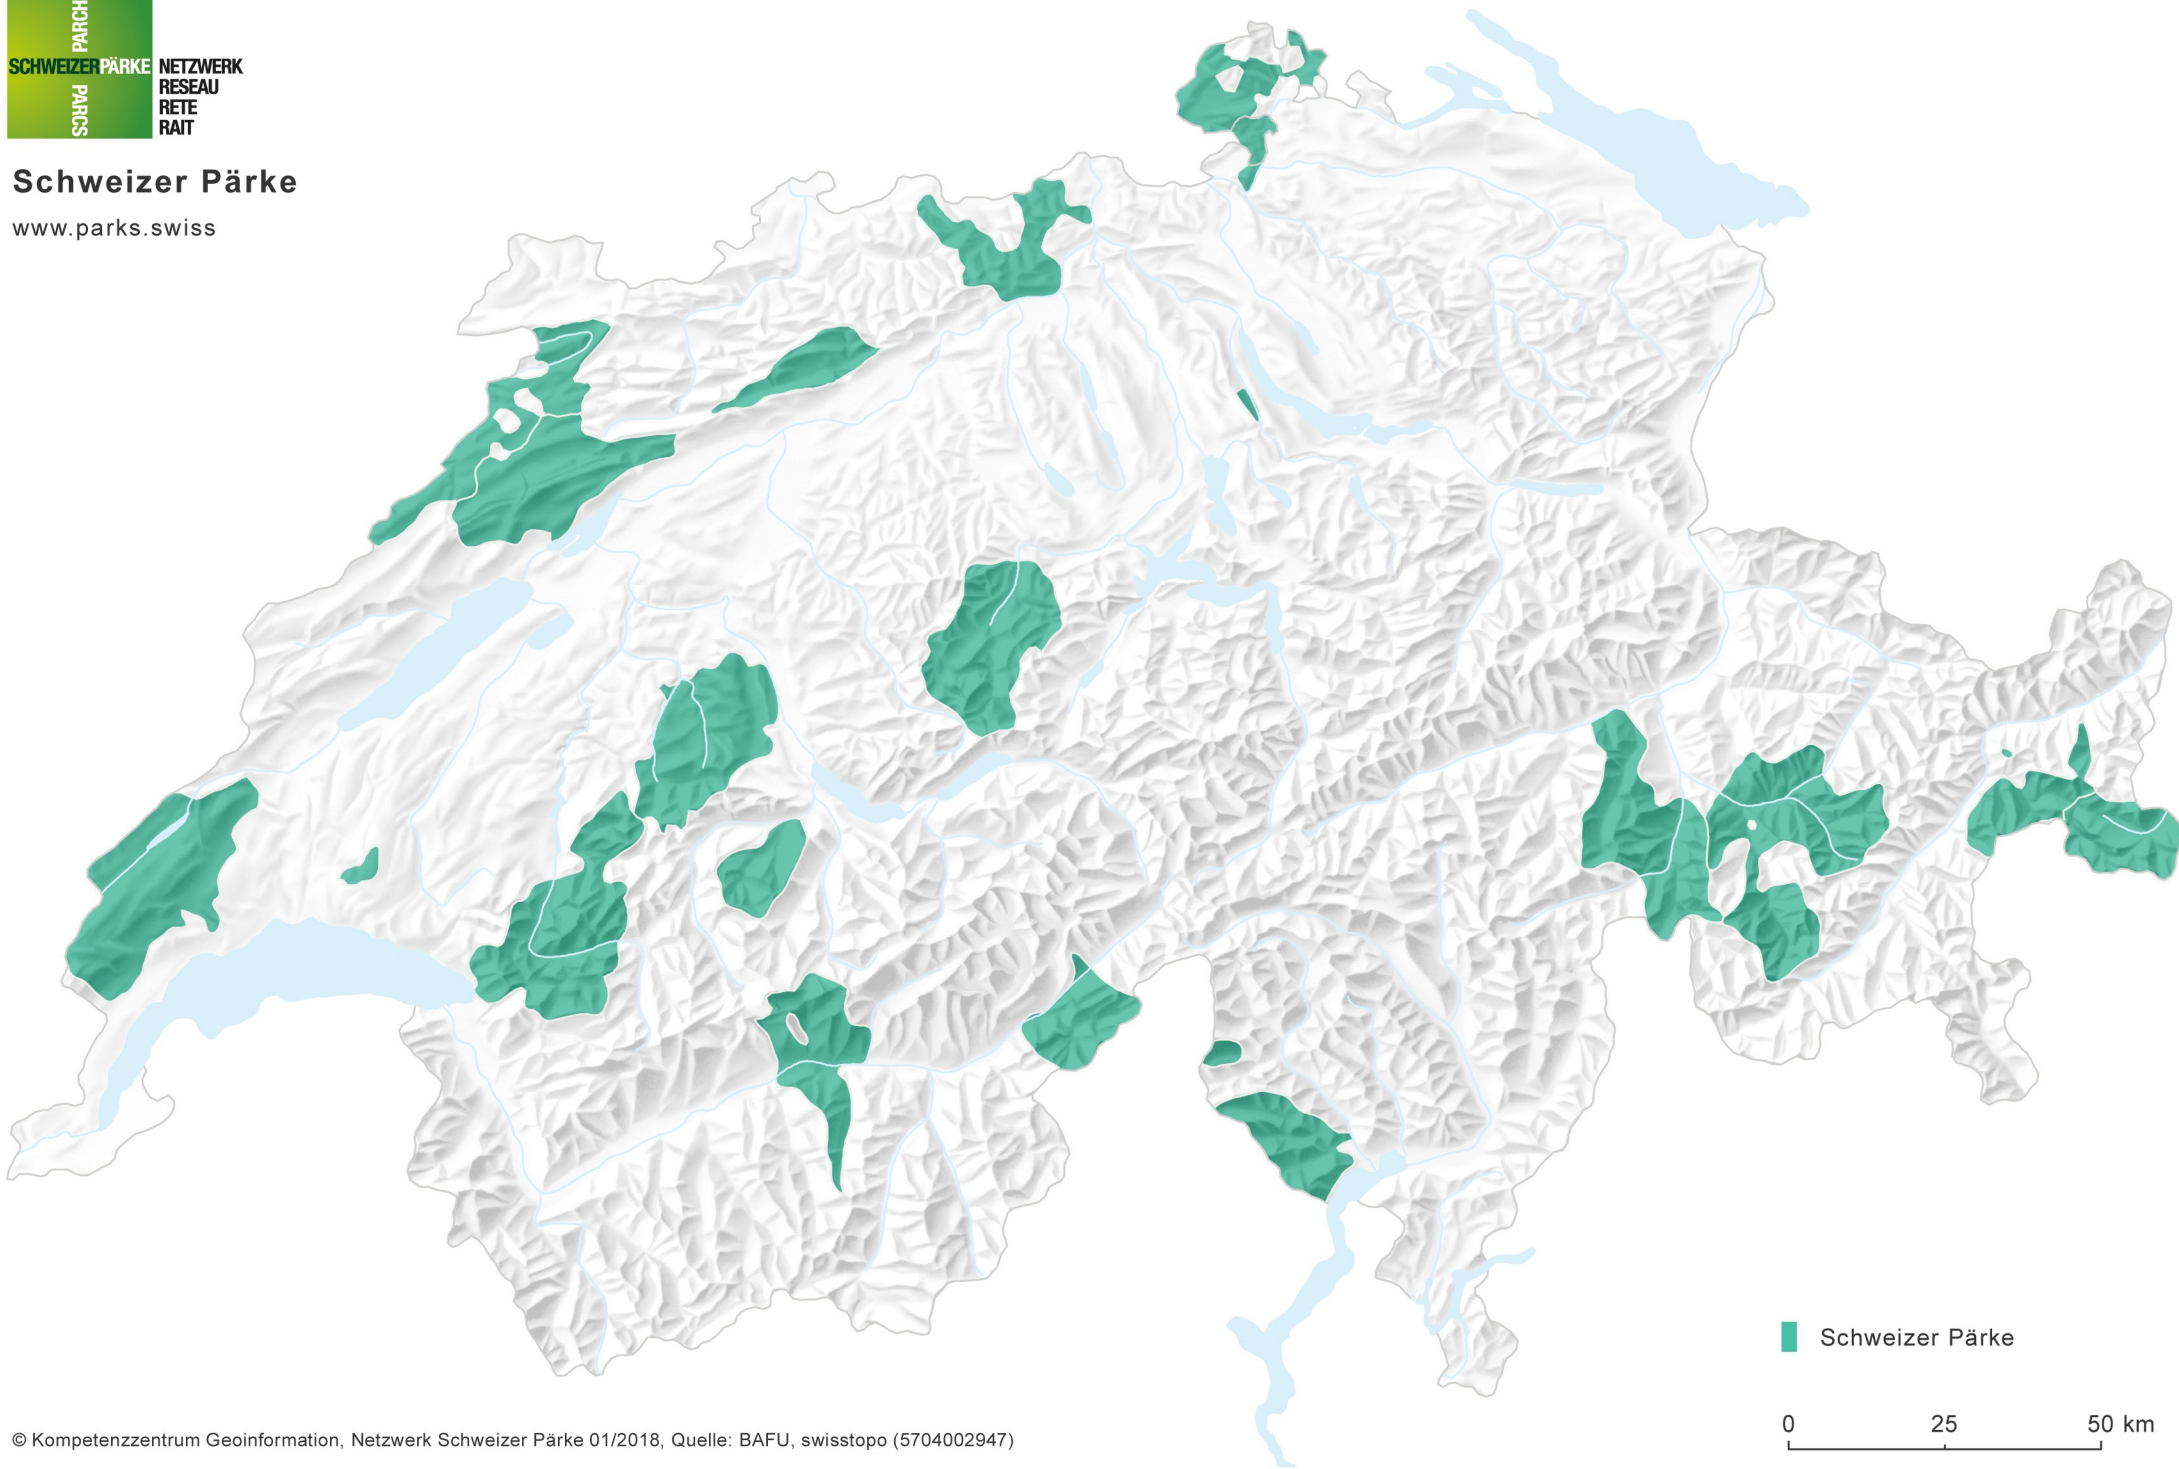 PARCH
SCHWEIZERPÄRKE
PARCS
NETZWERK
RESEAU
RETE
RAIT
Schweizer Pärke
www.parks.swiss
Schweizer Pärke
0 25 50 km
© Kompetenzzentrum Geoinformation, Netzwerk Schweizer Pärke 01/2018, Quelle: BAFU, swisstopo (5704002947)